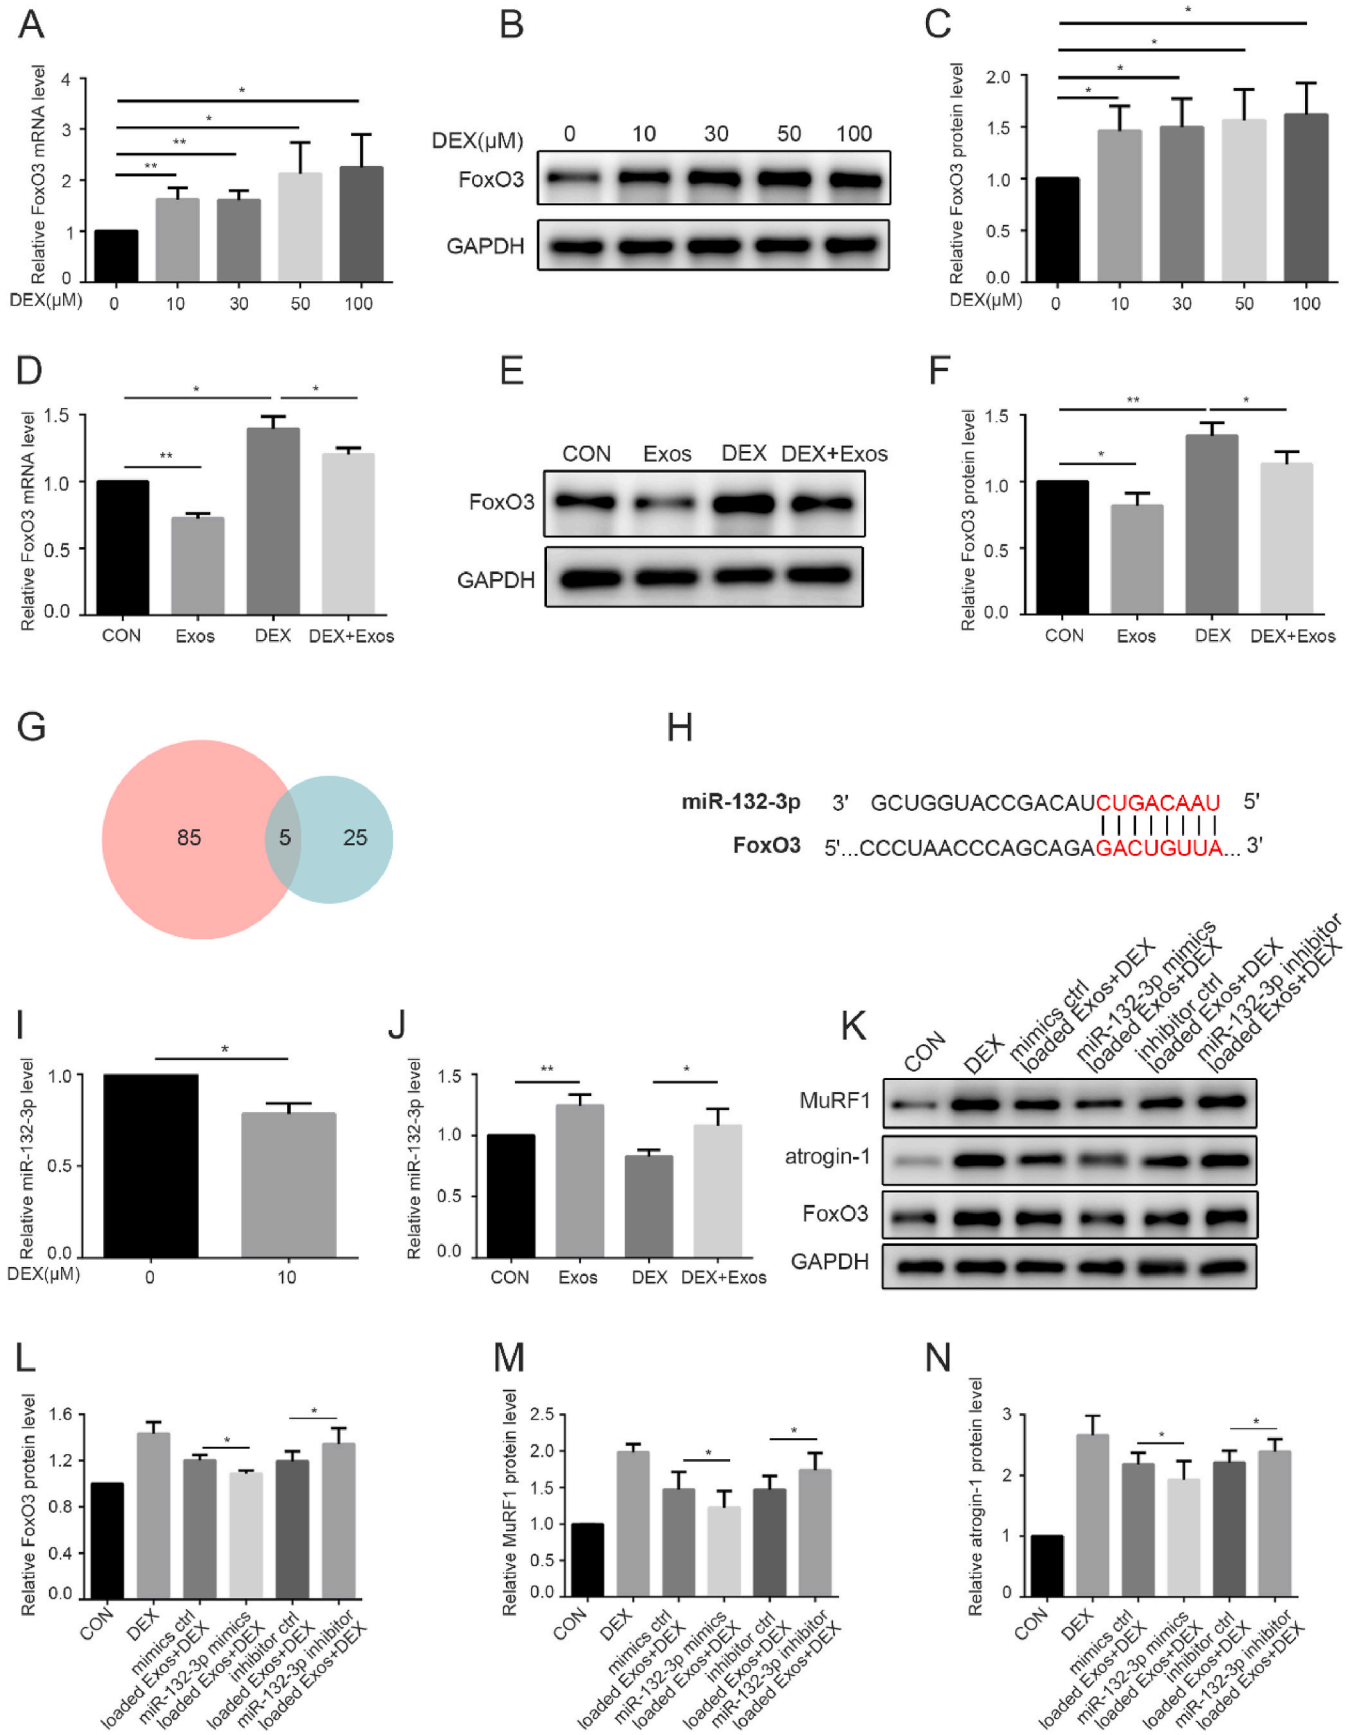 A
Relative FoxO3 mRNA level
4
3
2
1
0
*
*
**
**
DEX(μM)
0 10 30 50 100
B
DEX(μM) 0 10 30 50 100
FoxO3
GAPDH
C
Relative FoxO3 protein level
2.0
1.5
1.0
0.5
0.0
*
*
*
*
DEX(μM)
0 10 30 50 100
D
Relative FoxO3 mRNA level
1.5
1.0
0.5
0.0
* *
**
CON Exos DEX DEX+Exos
E
CON Exos DEX DEX+Exos
FoxO3
GAPDH
F
Relative FoxO3 protein level
1.5
1.0
0.5
0.0
** *
*
CON Exos DEX DEX+Exos
G
85 5 25
H
miR-132-3p 3' GCUGGUACCGACAUCUGACAAU 5'
FoxO3 5'...CCCUAACCCAGCAGAGACUGUUA... 3'
I
Relative miR-132-3p level
1.0
0.5
0.0
*
DEX(μM)
0 10
J
Relative miR-132-3p level
1.5
1.0
0.5
0.0
** *
CON Exos DEX DEX+Exos
K
CON
DEX
mimics ctrl
loaded Exos+DEX
miR-132-3p mimics
loaded Exos+DEX
inhibitor ctrl
loaded Exos+DEX
miR-132-3p inhibitor
loaded Exos+DEX
MuRF1
atrogin-1
FoxO3
GAPDH
L
Relative FoxO3 protein level
1.6
1.2
0.8
0.4
0.0
* *
CON
DEX
mimics ctrl
loaded Exos+DEX
miR-132-3p mimics
loaded Exos+DEX
inhibitor ctrl
loaded Exos+DEX
miR-132-3p inhibitor
loaded Exos+DEX
M
Relative MuRF1 protein level
2.5
2.0
1.5
1.0
0.5
0.0
* *
CON
DEX
mimics ctrl
loaded Exos+DEX
miR-132-3p mimics
loaded Exos+DEX
inhibitor ctrl
loaded Exos+DEX
miR-132-3p inhibitor
loaded Exos+DEX
N
Relative atrogin-1 protein level
3
2
1
0
* *
CON
DEX
mimics ctrl
loaded Exos+DEX
miR-132-3p mimics
loaded Exos+DEX
inhibitor ctrl
loaded Exos+DEX
miR-132-3p inhibitor
loaded Exos+DEX